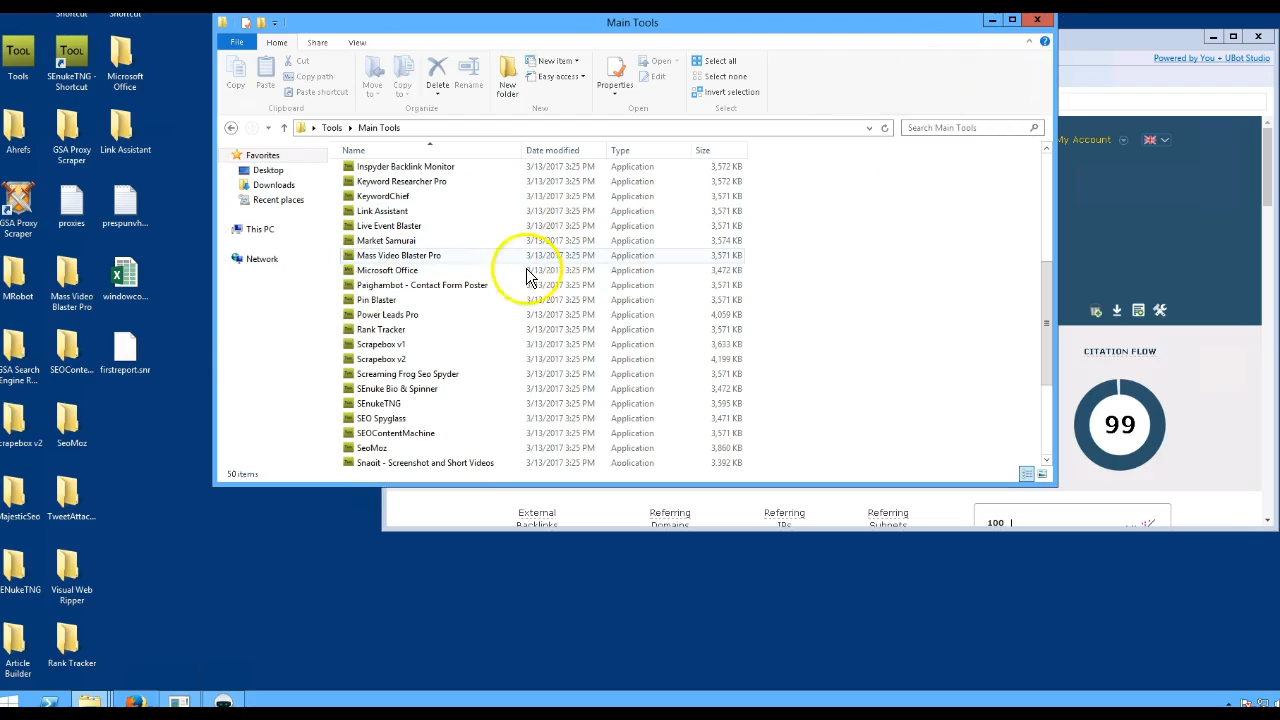 Shortcut
Shortcut
Tool
Tools
Tool
SEnukeTNG -
Shortcut
Microsoft
Office
Ahrefs
GSA Proxy
Scraper
Link Assistant
GSA Proxy
Scraper
proxies
prespunvh...
MRobot
Mass Video
Blaster Pro
windowco...
GSA Search
Engine R...
SEOConte...
firstreport.snr
Scrapebox v2
SeoMoz
MajesticSeo
TweetAttac...
SENukeTNG
Visual Web
Ripper
Article
Builder
Rank Tracker
Main Tools
File
Home
Share
View
Copy
Paste
Cut
Copy path
Paste shortcut
Clipboard
Move
to
Copy
to
Delete
Rename
Organize
New
folder
New item
Easy access
New
Properties
Open
Edit
Open
Select all
Select none
Invert selection
Select
Tools
Main Tools
Search Main Tools
Favorites
Desktop
Downloads
Recent places
This PC
Network
Name Date modified Type Size
Inspyder Backlink Monitor 3/13/2017 3:25 PM Application 3,572 KB
Keyword Researcher Pro 3/13/2017 3:25 PM Application 3,572 KB
KeywordChief 3/13/2017 3:25 PM Application 3,571 KB
Link Assistant 3/13/2017 3:25 PM Application 3,571 KB
Live Event Blaster 3/13/2017 3:25 PM Application 3,571 KB
Market Samurai 3/13/2017 3:25 PM Application 3,574 KB
Mass Video Blaster Pro 3/13/2017 3:25 PM Application 3,571 KB
Microsoft Office 3/13/2017 3:25 PM Application 3,472 KB
Paighambot - Contact Form Poster 3/13/2017 3:25 PM Application 3,571 KB
Pin Blaster 3/13/2017 3:25 PM Application 3,571 KB
Power Leads Pro 3/13/2017 3:25 PM Application 4,059 KB
Rank Tracker 3/13/2017 3:25 PM Application 3,571 KB
Scrapebox v1 3/13/2017 3:25 PM Application 3,633 KB
Scrapebox v2 3/13/2017 3:25 PM Application 4,199 KB
Screaming Frog Seo Spyder 3/13/2017 3:25 PM Application 3,571 KB
SEnuke Bio & Spinner 3/13/2017 3:25 PM Application 3,472 KB
SEnukeTNG 3/13/2017 3:25 PM Application 3,595 KB
SEO Spyglass 3/13/2017 3:25 PM Application 3,471 KB
SEOContentMachine 3/13/2017 3:25 PM Application 3,571 KB
SeoMoz 3/13/2017 3:25 PM Application 3,860 KB
Snagit - Screenshot and Short Videos 3/13/2017 3:25 PM Application 3,392 KB
50 items
Powered by You + UBot Studio
My Account
CITATION FLOW
99
External
Backlinks
Referring
Domains
Referring
IPs
Referring
Subnets
100